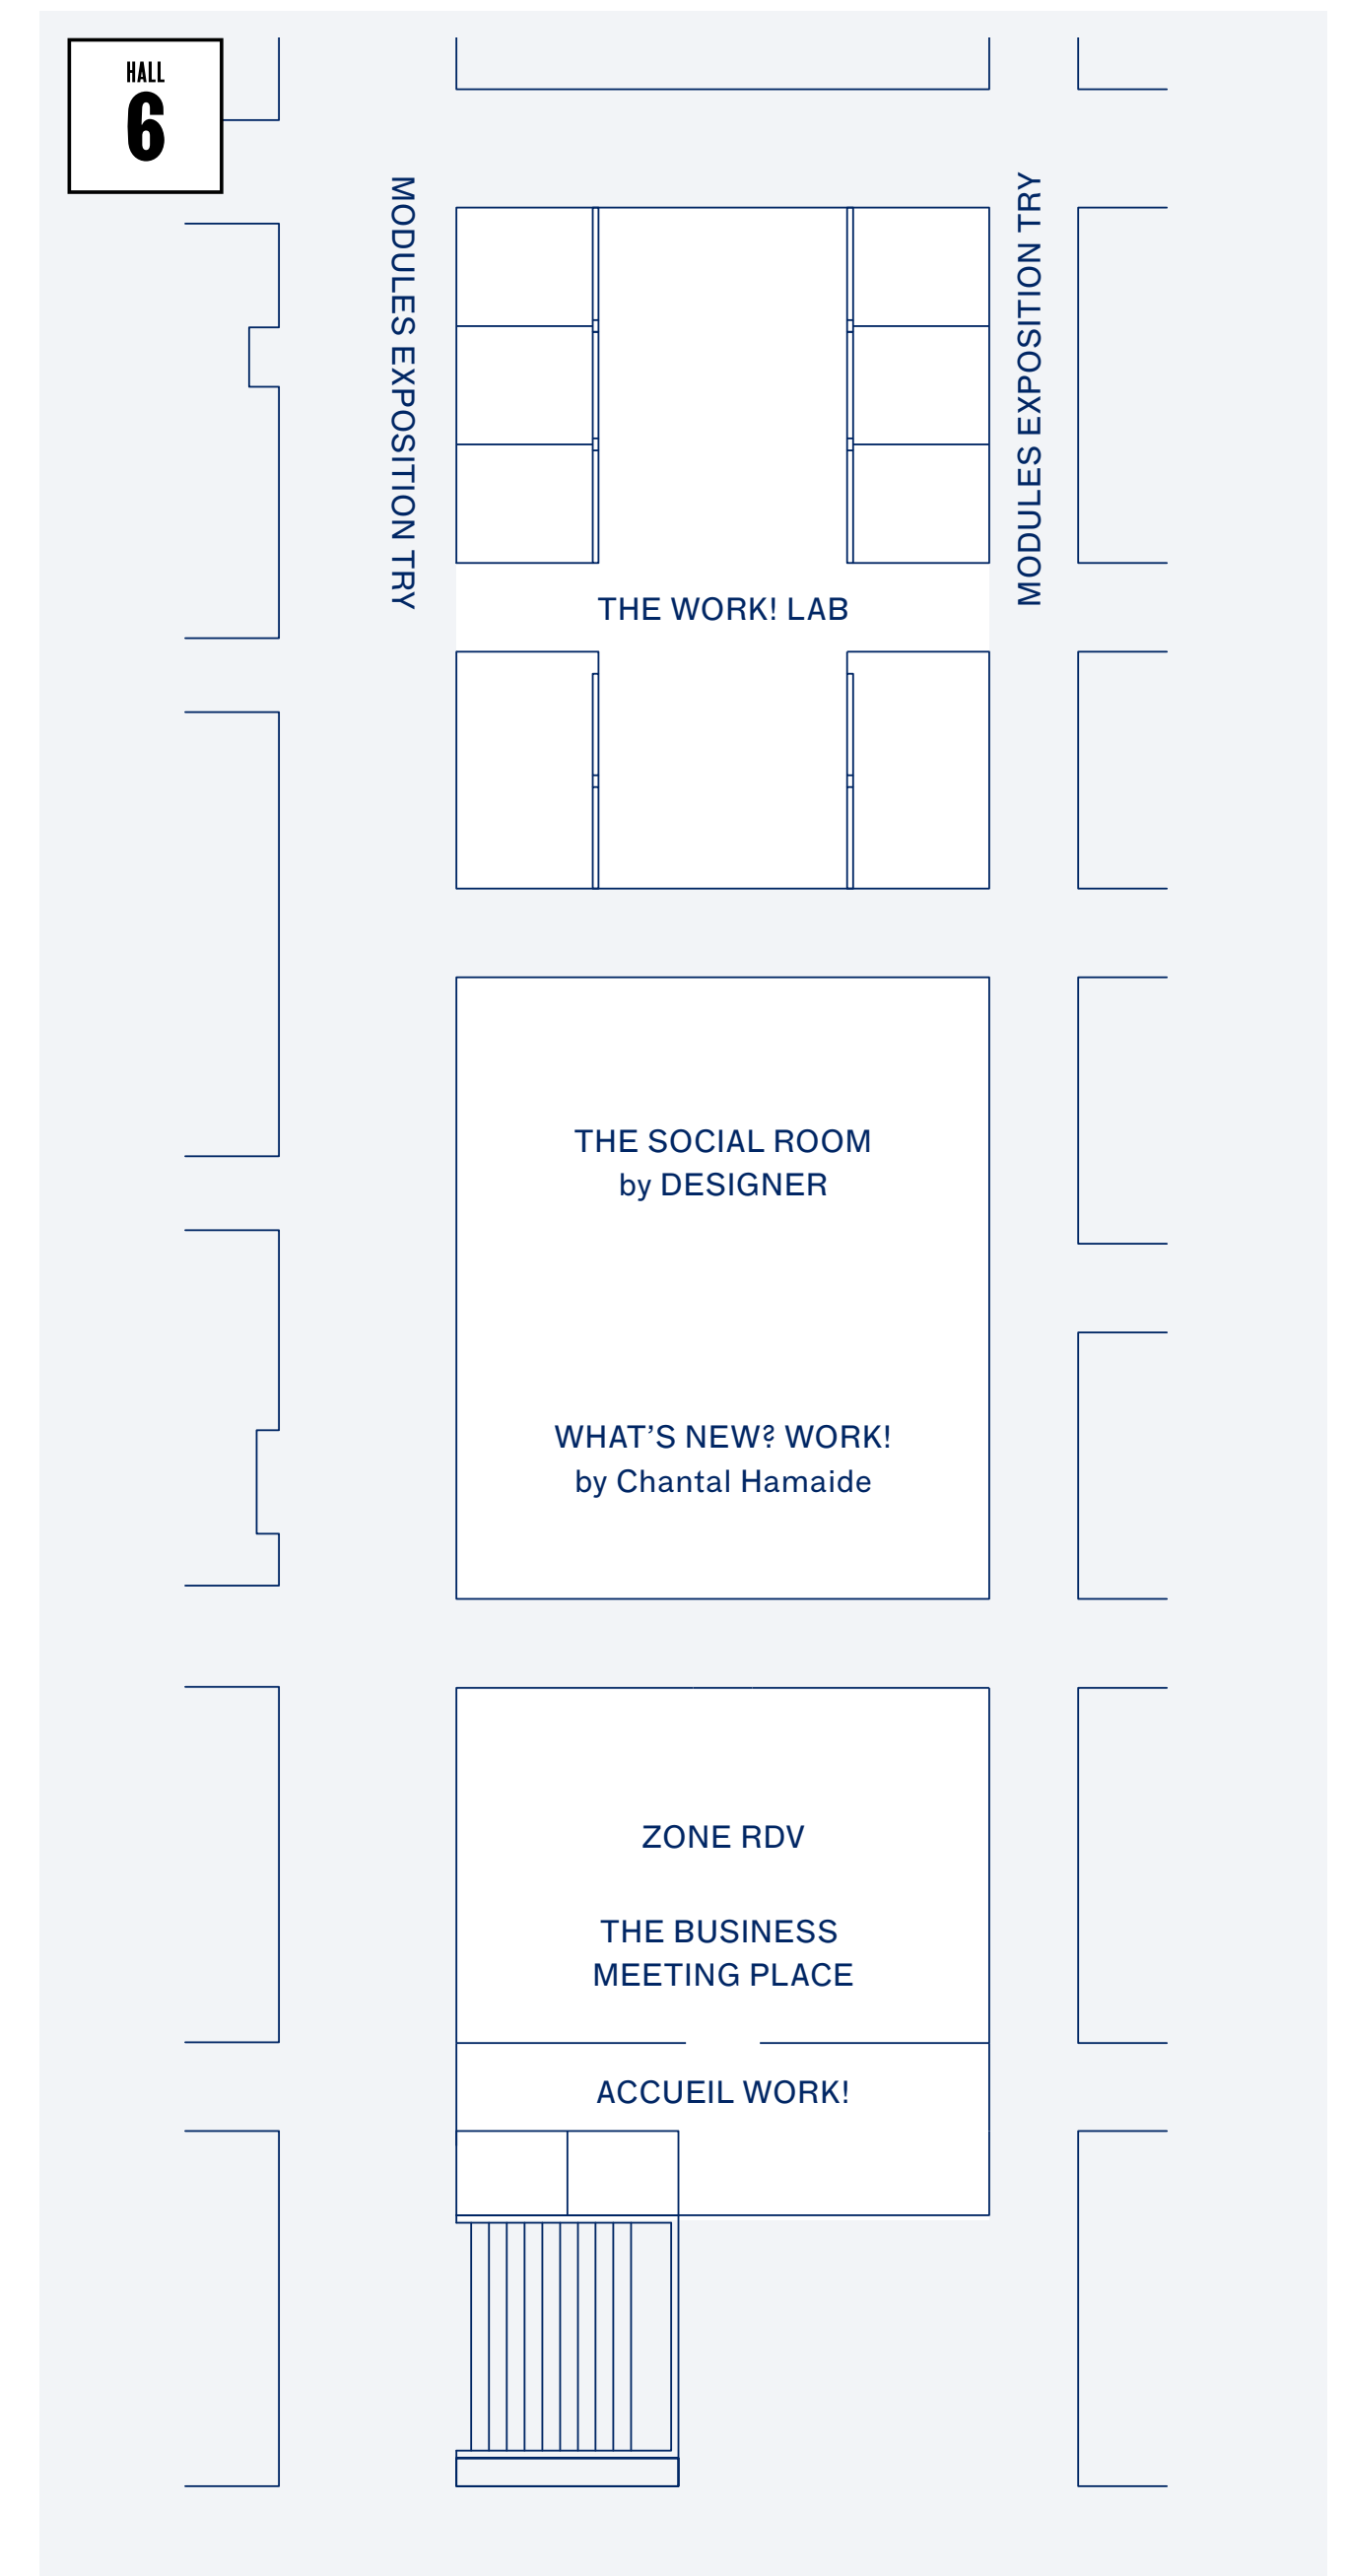 HALL
6
MODULES EXPOSITION TRY
MODULES EXPOSITION TRY
THE WORK! LAB
THE SOCIAL ROOM
by DESIGNER
WHAT’S NEW? WORK!
by Chantal Hamaide
ZONE RDV
THE BUSINESS
MEETING PLACE
ACCUEIL WORK!